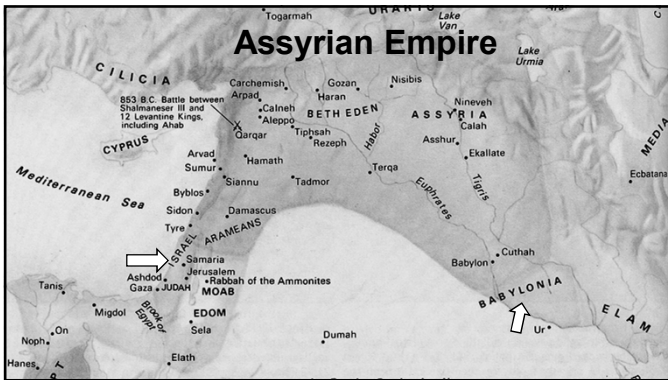 URARTU
Togarmah
Lake
Van
Assyrian Empire
Lake
Urmia
CILICIA
Carchemish
Gozan
Nisibis
Arpad
Haran
853 B.C. Battle between
Shalmaneser III and
12 Levantine Kings,
including Ahab
Calneh
Aleppo
BETH EDEN
ASSYRIA
Nineveh
Calah
X
Qarqar
Tiphsah
Rezeph
Habor
CYPRUS
Asshur
Ekallate
MEDIA
Arvad
Hamath
Sumur
Siannu
Terqa
Ecbatana
Mediterranean Sea
Byblos
Tadmor
Euphrates
Tigris
Sidon
Damascus
Tyre
ARAMEANS
ISRAEL
Cuthah
Samaria
Babylon
Ashdod
Jerusalem
Gaza
JUDAH
Rabbah of the Ammonites
MOAB
BABYLONIA
Tanis
Migdol
Brook of
Egypt
EDOM
ELAM
On
Sela
Ur
Noph
Dumah
Hanes
PT
Elath